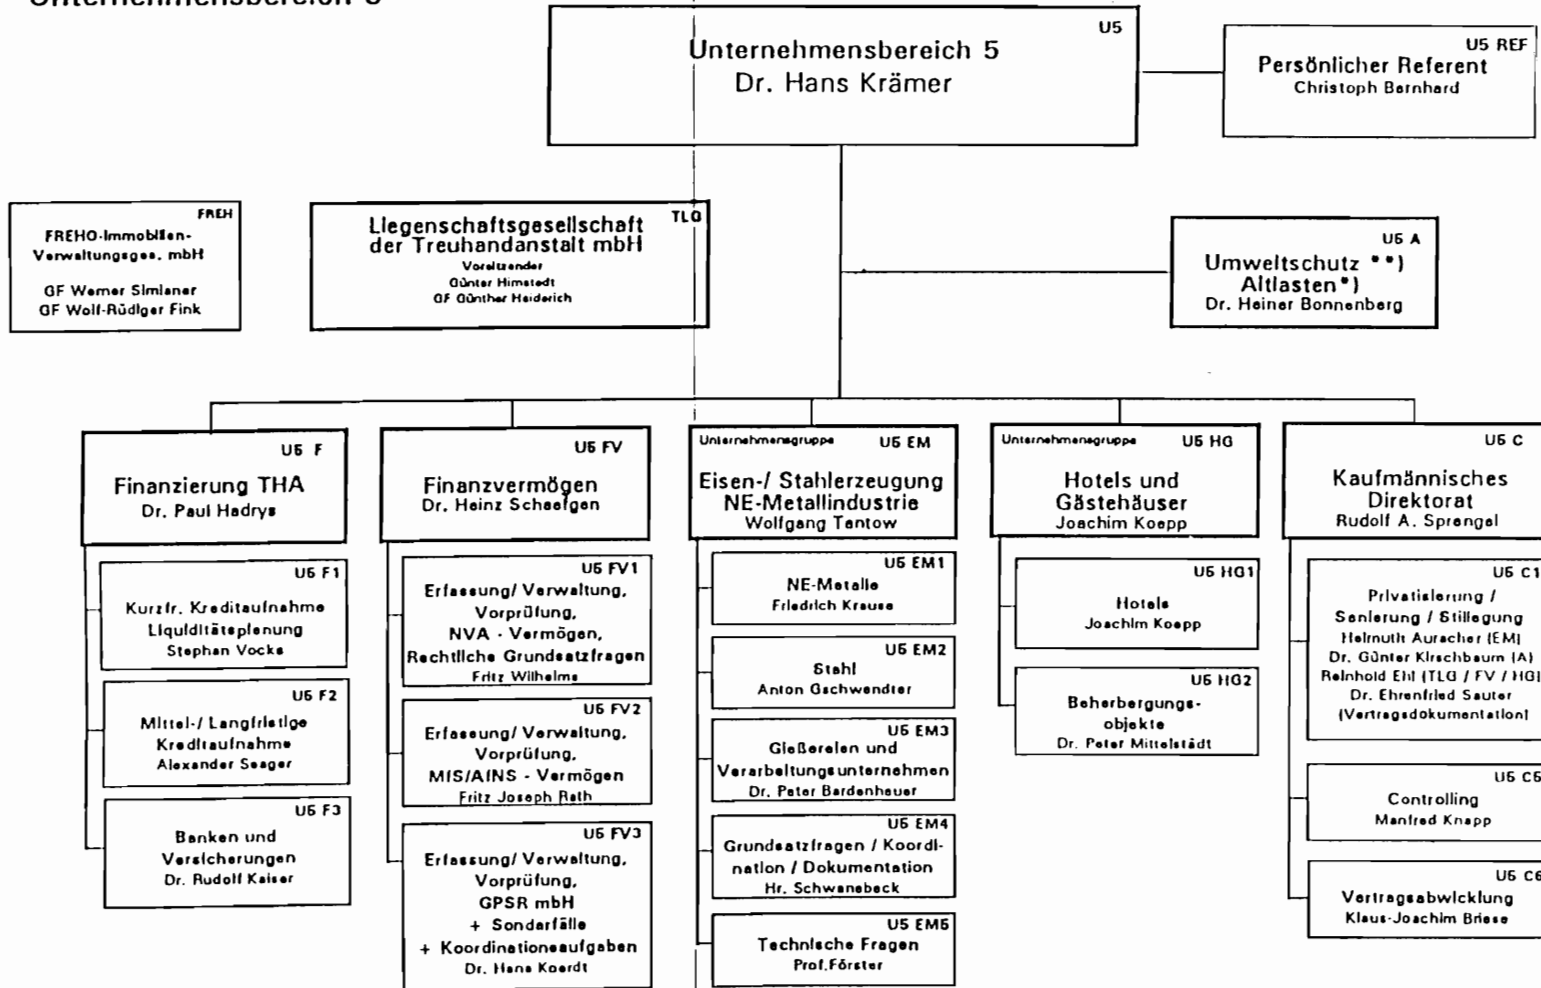 Unternehmensbereich 5
U5
Unternehmensbereich 5
Dr. Hans Krämer
U5 REF
Persönlicher Referent
Christoph Bernhard
FREH
FREHO-Immobilien-
Verwaltungsges. mbH
GF Werner Simianer
GF Wolf-Rüdiger Fink
TLG
Liegenschaftsgesellschaft
der Treuhandanstalt mbH
Vorsitzender
Günter Himstedt
GF Günther Heiderich
U5 A
Umweltschutz **)
Altlasten*)
Dr. Heiner Bonnenberg
U5 F
Finanzierung THA
Dr. Paul Hadrys
U5 F1
Kurzfr. Kreditaufnahme
Liquiditätsplanung
Stephan Vocks
U5 F2
Mittel-/ Langfristige
Kreditaufnahme
Alexander Seager
U5 F3
Banken und
Versicherungen
Dr. Rudolf Kaiser
U5 FV
Finanzvermögen
Dr. Heinz Schaefgen
U5 FV1
Erfassung/ Verwaltung,
Vorprüfung,
NVA - Vermögen,
Rechtliche Grundsatzfragen
Fritz Wilhelms
U5 FV2
Erfassung/ Verwaltung,
Vorprüfung,
MfS/AfNS - Vermögen
Fritz Joseph Rath
U5 FV3
Erfassung/ Verwaltung,
Vorprüfung,
GPSR mbH
+ Sonderfälle
+ Koordinationsaufgaben
Dr. Hans Koerdt
Unternehmensgruppe U5 EM
Eisen-/ Stahlerzeugung
NE-Metallindustrie
Wolfgang Tantow
U5 EM1
NE-Metalle
Friedrich Krause
U5 EM2
Stahl
Anton Gschwendter
U5 EM3
Gießereien und
Verarbeitungsunternehmen
Dr. Peter Bardenheuer
U5 EM4
Grundsatzfragen / Koordi-
nation / Dokumentation
Hr. Schwanebeck
U5 EM5
Technische Fragen
Prof.Förster
Unternehmensgruppe U5 HG
Hotels und
Gästehäuser
Joachim Koepp
U5 HG1
Hotels
Joachim Koepp
U5 HG2
Beherbergungs-
objekte
Dr. Peter Mittelstädt
U5 C
Kaufmännisches
Direktorat
Rudolf A. Sprengel
U5 C1
Privatisierung /
Sanierung / Stillegung
Helmuth Auracher (EM)
Dr. Günter Kirschbaum (A)
Reinhold Ehl (TLG / FV / HG)
Dr. Ehrenfried Sauter
(Vertragsdokumentation)
U5 C5
Controlling
Manfred Knapp
U5 C6
Vertragsabwicklung
Klaus-Joachim Briese